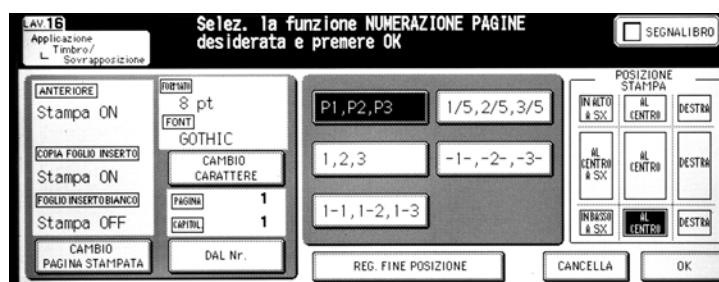 LAV.16
Applicazione
Timbro/
Sovrapposizione
Selez. la funzione NUMERAZIONE PAGINE
desiderata e premere OK
SEGNALIBRO
ANTERIORE
Stampa ON
COPIA FOGLIO INSERTO
Stampa ON
FOGLIO INSERTO BIANCO
Stampa OFF
CAMBIO
PAGINA STAMPATA
FORMATO
8 pt
FONT
GOTHIC
CAMBIO
CARATTERE
PAGINA 1
CAPITOL. 1
DAL Nr.
P1,P2,P3
1/5,2/5,3/5
1,2,3
-1-,-2-,-3-
1-1,1-2,1-3
REG. FINE POSIZIONE
POSIZIONE
STAMPA
IN ALTO
A SX
AL
CENTRO
DESTRA
AL
CENTRO
A SX
AL
CENTRO
DESTRA
IN BASSO
A SX
AL
CENTRO
DESTRA
CANCELLA
OK